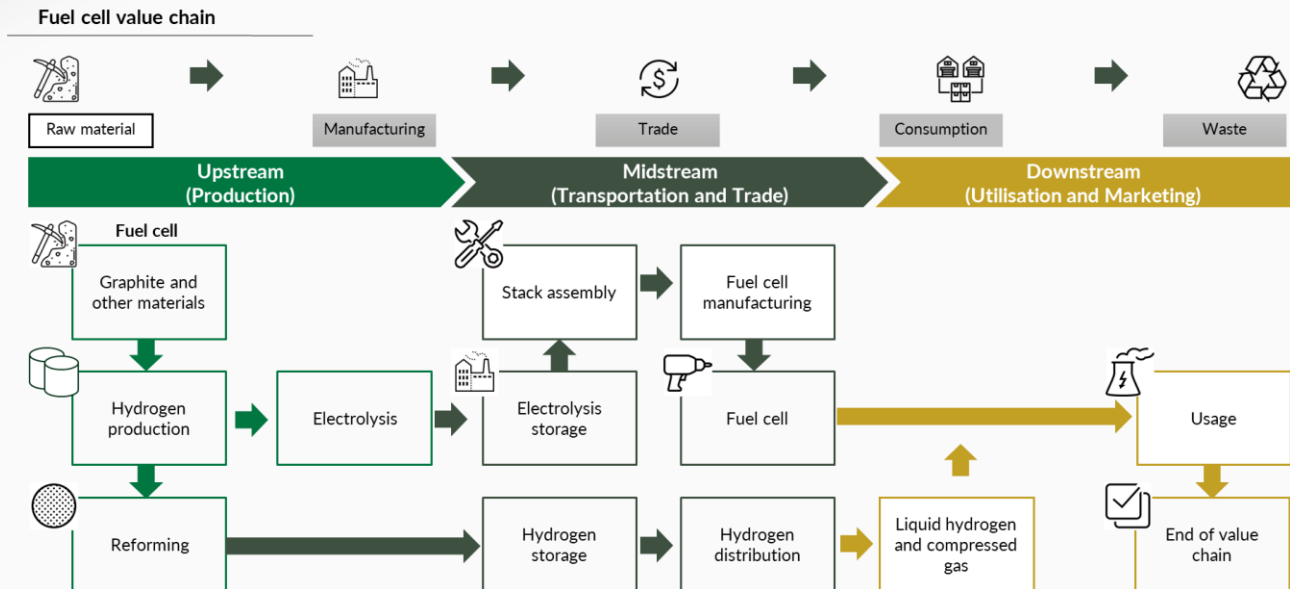 Fuel cell value chain
Raw material
Manufacturing
Trade
Consumption
Waste
Upstream
(Production)
Midstream
(Transportation and Trade)
Downstream
(Utilisation and Marketing)
Fuel cell
Graphite and
other materials
Stack assembly
Fuel cell
manufacturing
Hydrogen
production
Electrolysis
Electrolysis
storage
Fuel cell
Usage
Reforming
Hydrogen
storage
Hydrogen
distribution
Liquid hydrogen
and compressed
gas
End of value
chain